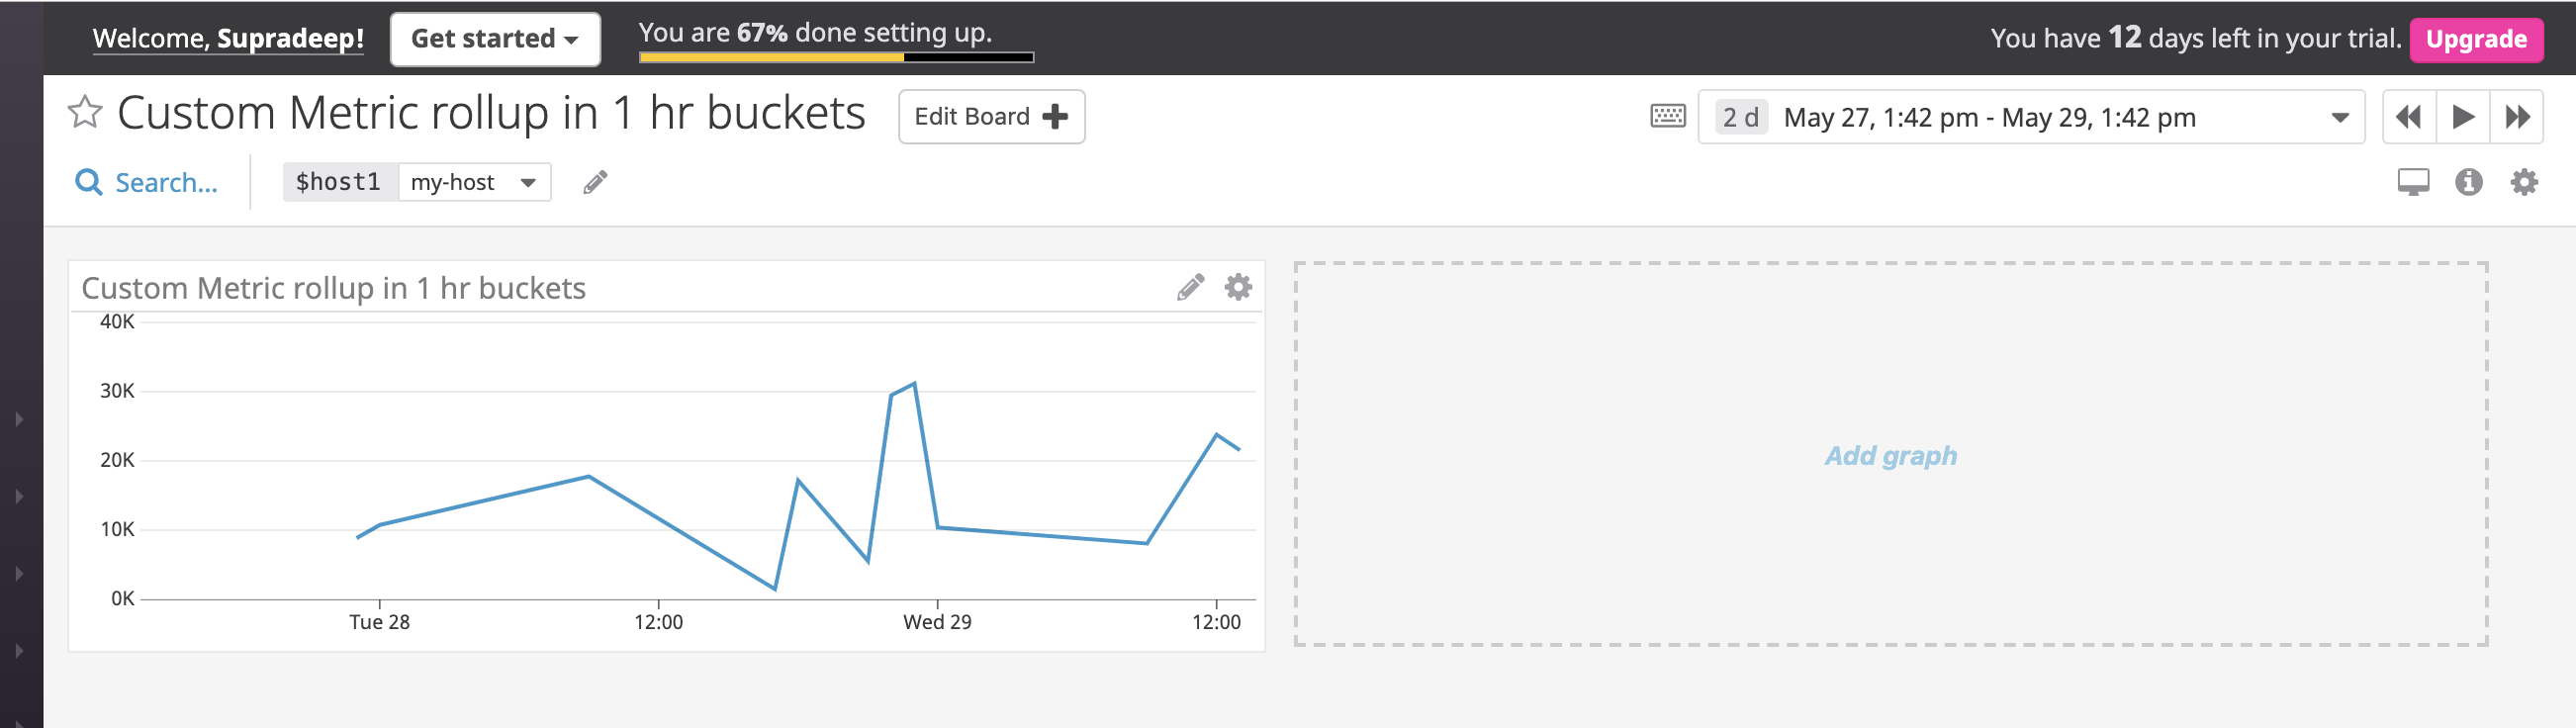 Welcome, Supradeep!
Get started
You are 67% done setting up.
You have 12 days left in your trial.
Upgrade
Custom Metric rollup in 1 hr buckets
Edit Board
2 d
May 27, 1:42 pm - May 29, 1:42 pm
Search...
$host1
my-host
Custom Metric rollup in 1 hr buckets
40K
30K
20K
10K
0K
Tue 28
12:00
Wed 29
12:00
Add graph